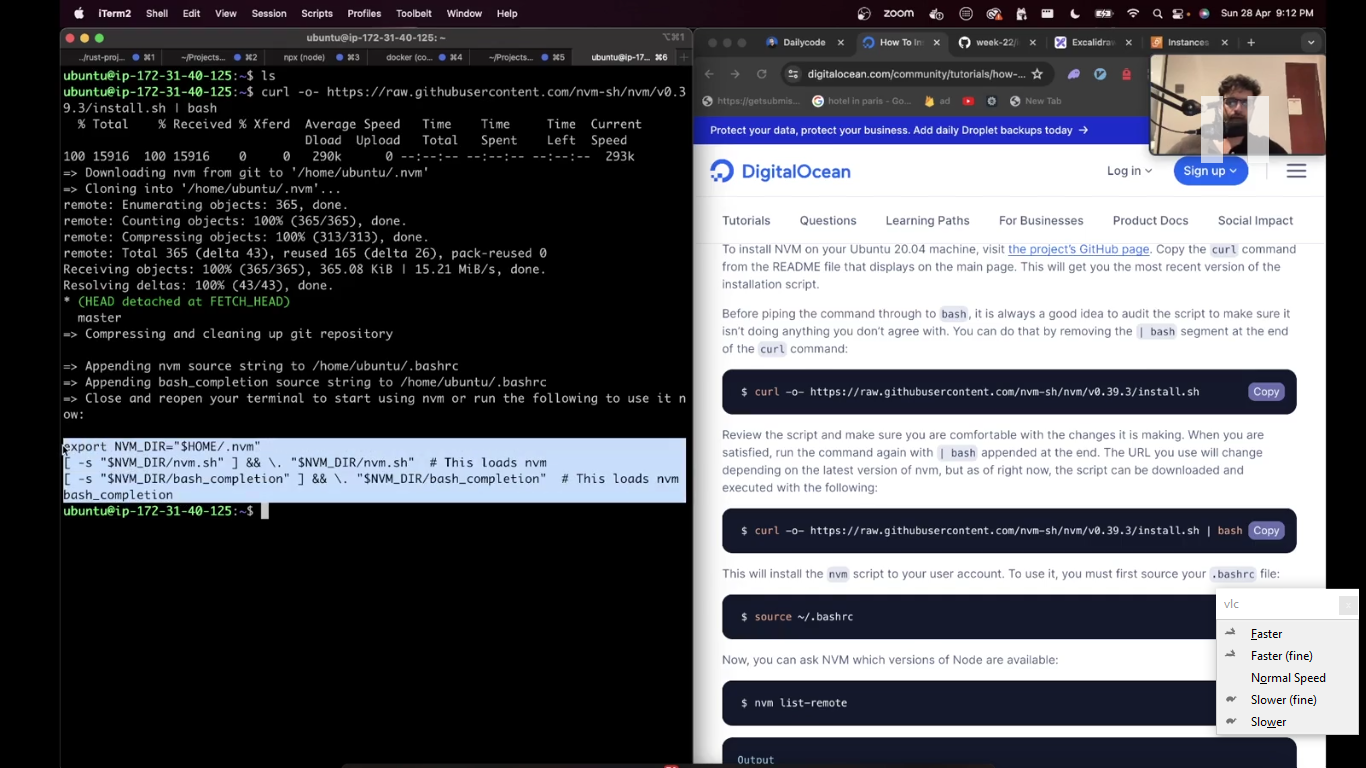 iTerm2 Shell Edit View Session Scripts Profiles Toolbelt Window Help
zoom
Sun 28 Apr 9:12 PM
ubuntu@ip-172-31-40-125: ~
⌥⌘1
../rust-proj... ⌘1 ~/Projects... ⌘2 npx (node) ⌘3 docker (co... ⌘4 ~/Projects... ⌘5 ubuntu@ip-17... ⌘6
ubuntu@ip-172-31-40-125:~$ ls
ubuntu@ip-172-31-40-125:~$ curl -o- https://raw.githubusercontent.com/nvm-sh/nvm/v0.3
9.3/install.sh | bash
% Total % Received % Xferd Average Speed Time Time Time Current
Dload Upload Total Spent Left Speed
100 15916 100 15916 0 0 290k 0 --:--:-- --:--:-- --:--:-- 293k
=> Downloading nvm from git to '/home/ubuntu/.nvm'
=> Cloning into '/home/ubuntu/.nvm'...
remote: Enumerating objects: 365, done.
remote: Counting objects: 100% (365/365), done.
remote: Compressing objects: 100% (313/313), done.
remote: Total 365 (delta 43), reused 165 (delta 26), pack-reused 0
Receiving objects: 100% (365/365), 365.08 KiB | 15.21 MiB/s, done.
Resolving deltas: 100% (43/43), done.
* (HEAD detached at FETCH_HEAD)
master
=> Compressing and cleaning up git repository
=> Appending nvm source string to /home/ubuntu/.bashrc
=> Appending bash_completion source string to /home/ubuntu/.bashrc
=> Close and reopen your terminal to start using nvm or run the following to use it n
ow:
export NVM_DIR="$HOME/.nvm"
[ -s "$NVM_DIR/nvm.sh" ] && \. "$NVM_DIR/nvm.sh" # This loads nvm
[ -s "$NVM_DIR/bash_completion" ] && \. "$NVM_DIR/bash_completion" # This loads nvm
bash_completion
ubuntu@ip-172-31-40-125:~$
Dailycode How To In week-22/ Excalidra Instances
digitalocean.com/community/tutorials/how-...
https://getsubmis... hotel in paris - Go... ad New Tab
Protect your data, protect your business. Add daily Droplet backups today →
DigitalOcean
Log in
Sign up
Tutorials Questions Learning Paths For Businesses Product Docs Social Impact
To install NVM on your Ubuntu 20.04 machine, visit the project's GitHub page. Copy the curl command
from the README file that displays on the main page. This will get you the most recent version of the
installation script.
Before piping the command through to bash, it is always a good idea to audit the script to make sure it
isn't doing anything you don't agree with. You can do that by removing the | bash segment at the end
of the curl command:
$ curl -o- https://raw.githubusercontent.com/nvm-sh/nvm/v0.39.3/install.sh
Copy
Review the script and make sure you are comfortable with the changes it is making. When you are
satisfied, run the command again with | bash appended at the end. The URL you use will change
depending on the latest version of nvm, but as of right now, the script can be downloaded and
executed with the following:
$ curl -o- https://raw.githubusercontent.com/nvm-sh/nvm/v0.39.3/install.sh | bash
Copy
This will install the nvm script to your user account. To use it, you must first source your .bashrc file:
$ source ~/.bashrc
Now, you can ask NVM which versions of Node are available:
$ nvm list-remote
Output
vlc
Faster
Faster (fine)
Normal Speed
Slower (fine)
Slower